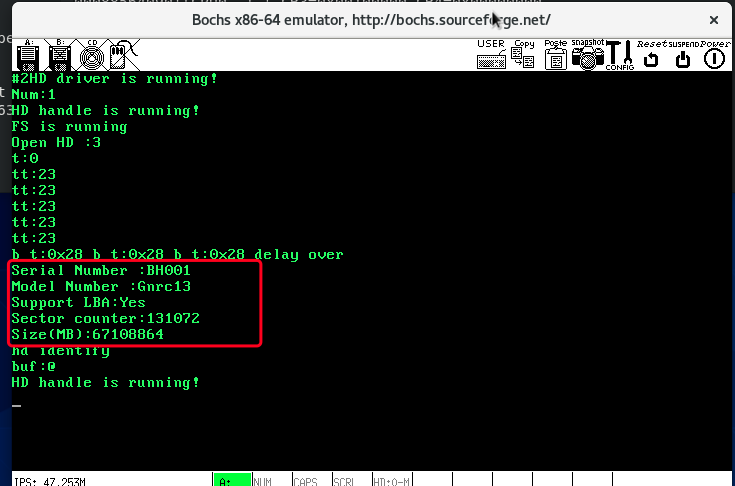 Bochs x86-64 emulator, http://bochs.sourceforge.net/
A: B: CD USER Copy Paste snapshot CONFIG Reset SUSPEND Power
#2HD driver is running!
Num:1
HD handle is running!
FS is running
Open HD :3
t:0
tt:23
tt:23
tt:23
tt:23
tt:23
b t:0x28 b t:0x28 b t:0x28 delay over
Serial Number :BH001
Model Number :Gnrc13
Support LBA:Yes
Sector counter:131072
Size(MB):67108864
hd identify
buf:@
HD handle is running!
IPS: 47.253M A: NUM CAPS SCRL HD:0-M